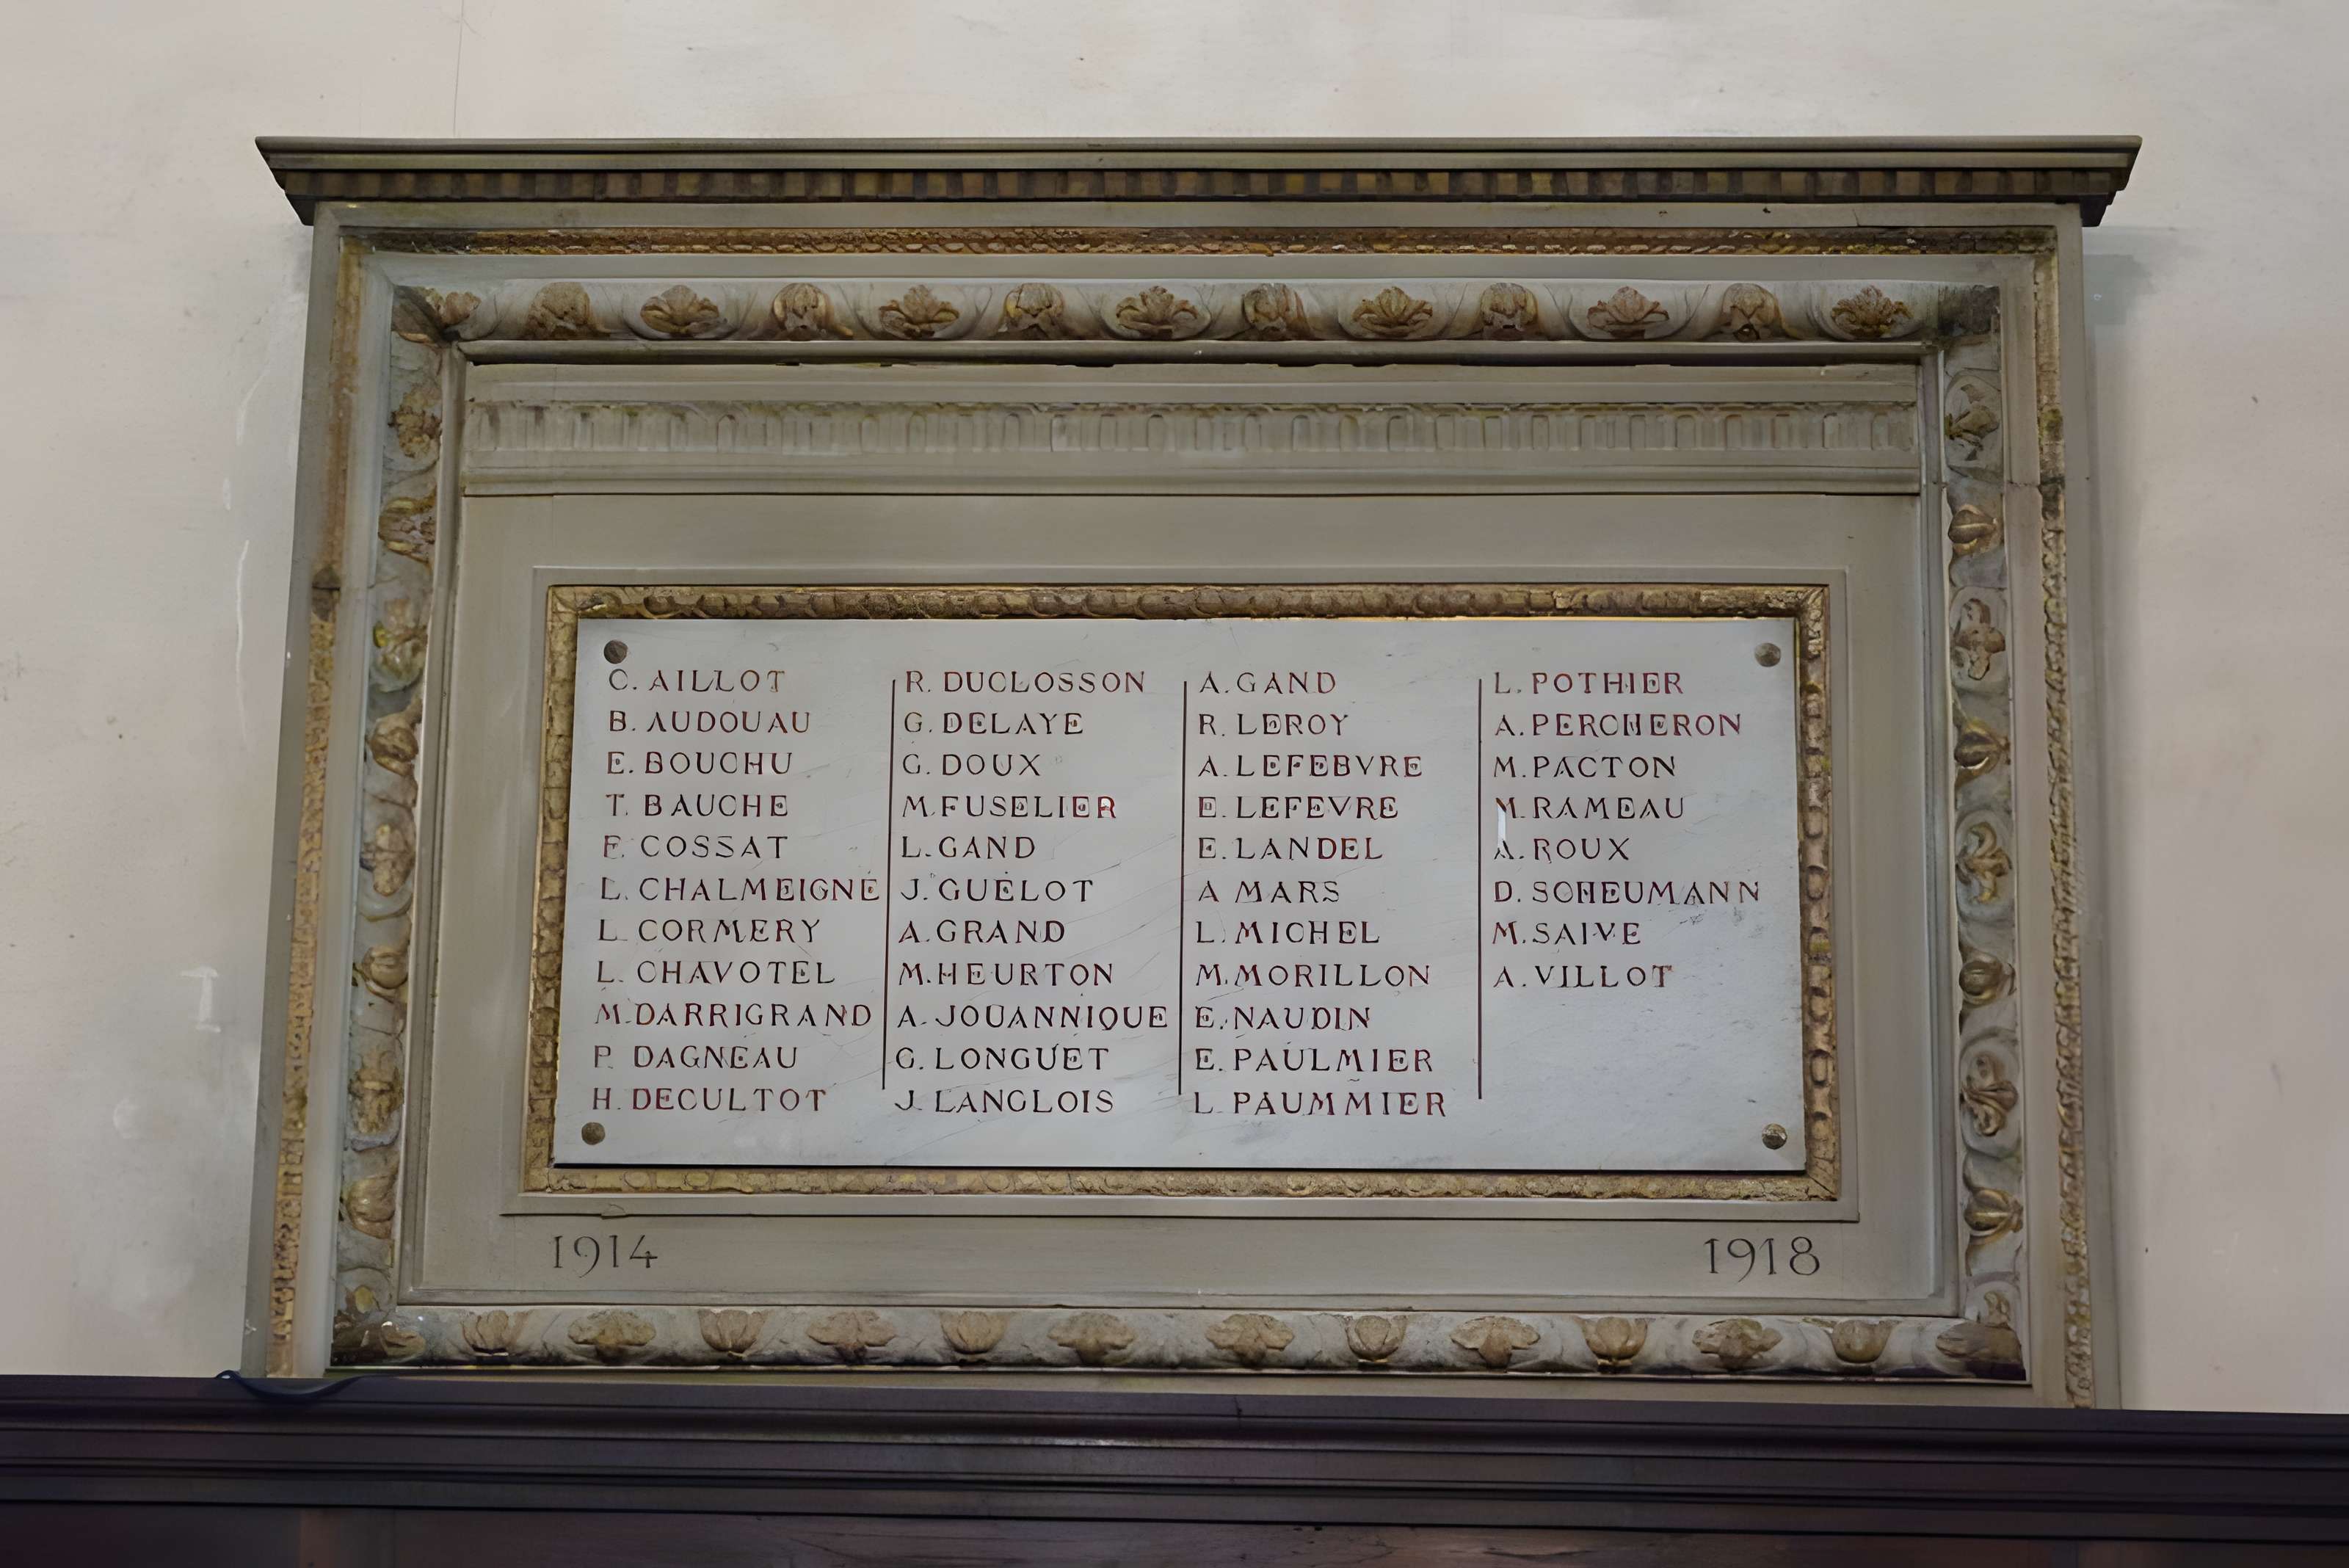 C. AILLOT
B. AUDOUAU
E. BOUCHU
T. BAUCHE
F. COSSAT
L. CHALMEIGNE
L. CORMERY
L. CHAVOTEL
M. DARRIGRAND
P. DAGNEAU
H. DECULTOT
R. DUCLOSSON
G. DELAYE
G. DOUX
M. FUSELIER
L. GAND
J. GUÉLOT
A. GRAND
M. HEURTON
A. JOUANNIQUE
G. LONGUET
J. LANGLOIS
A. GAND
R. LEROY
A. LEFEBVRE
E. LEFEVRE
E. LANDEL
A MARS
L. MICHEL
M. MORILLON
E. NAUDIN
E. PAULMIER
L. PAUMMIER
L. POTHIER
A. PERCHERON
M. PACTON
M. RAMEAU
A. ROUX
D. SCHEUMANN
M. SAIVE
A. VILLOT
1914 1918